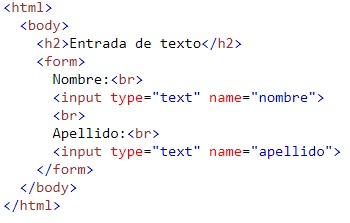 <html>
<body>
<h2>Entrada de texto</h2>
<form>
Nombre:<br>
<input type="text" name="nombre">
<br>
Apellido:<br>
<input type="text" name="apellido">
</form>
</body>
</html>